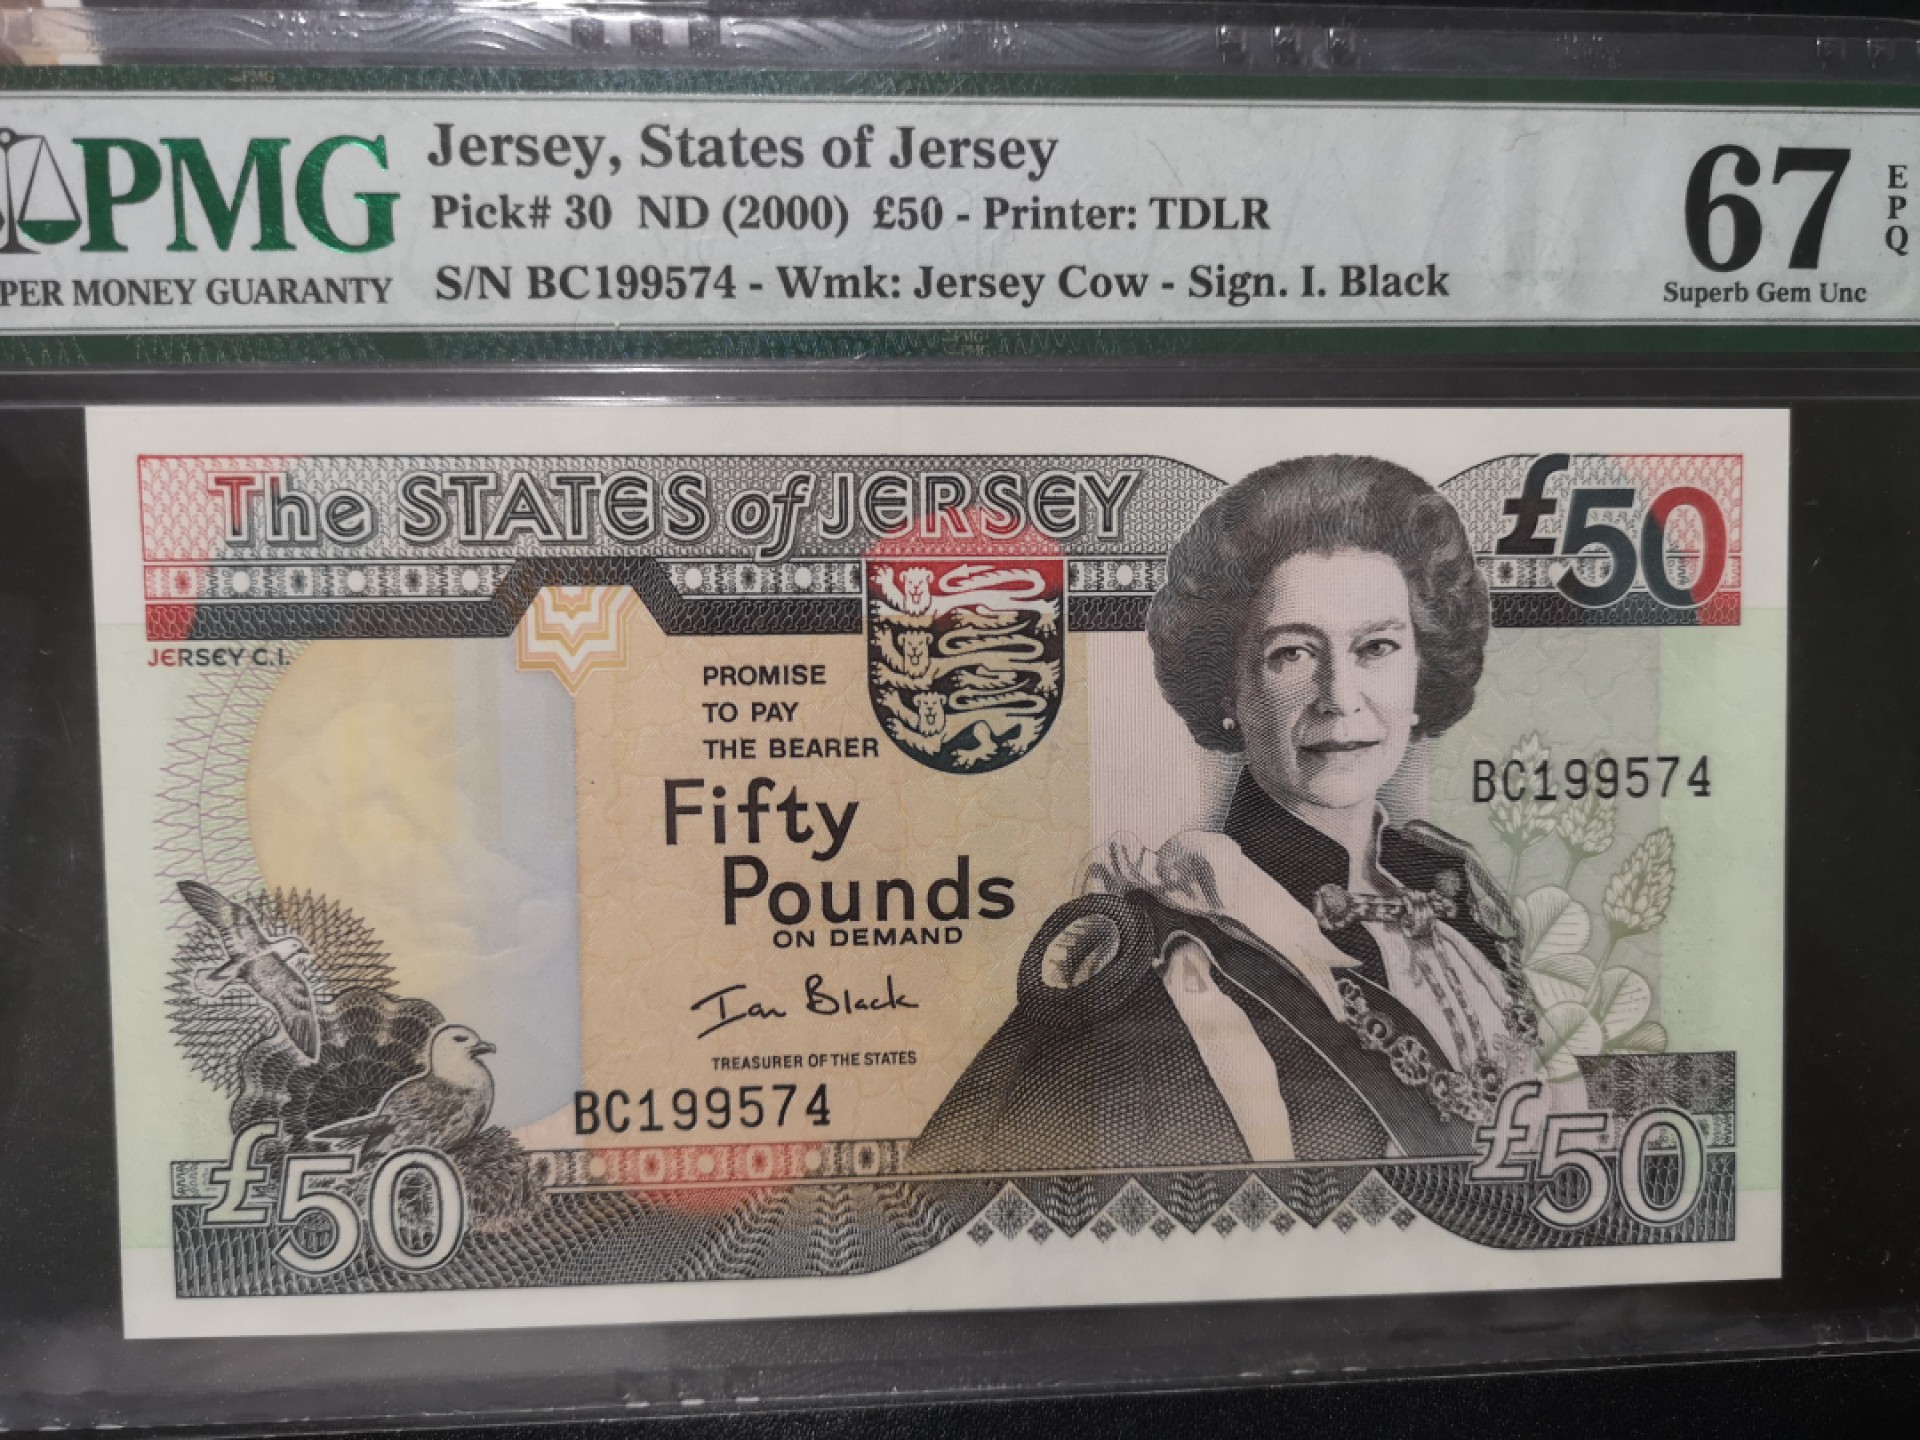 PMG
PER MONEY GUARANTY
Jersey, States of Jersey
Pick# 30 ND (2000) £50 - Printer: TDLR
S/N BC199574 - Wmk: Jersey Cow - Sign. I. Black
67
EPQ
Superb Gem Unc
The STATES of JERSEY
£50
JERSEY C.I.
PROMISE
TO PAY
THE BEARER
Fifty
Pounds
ON DEMAND
BC199574
Ian Black
TREASURER OF THE STATES
BC199574
£50
£50